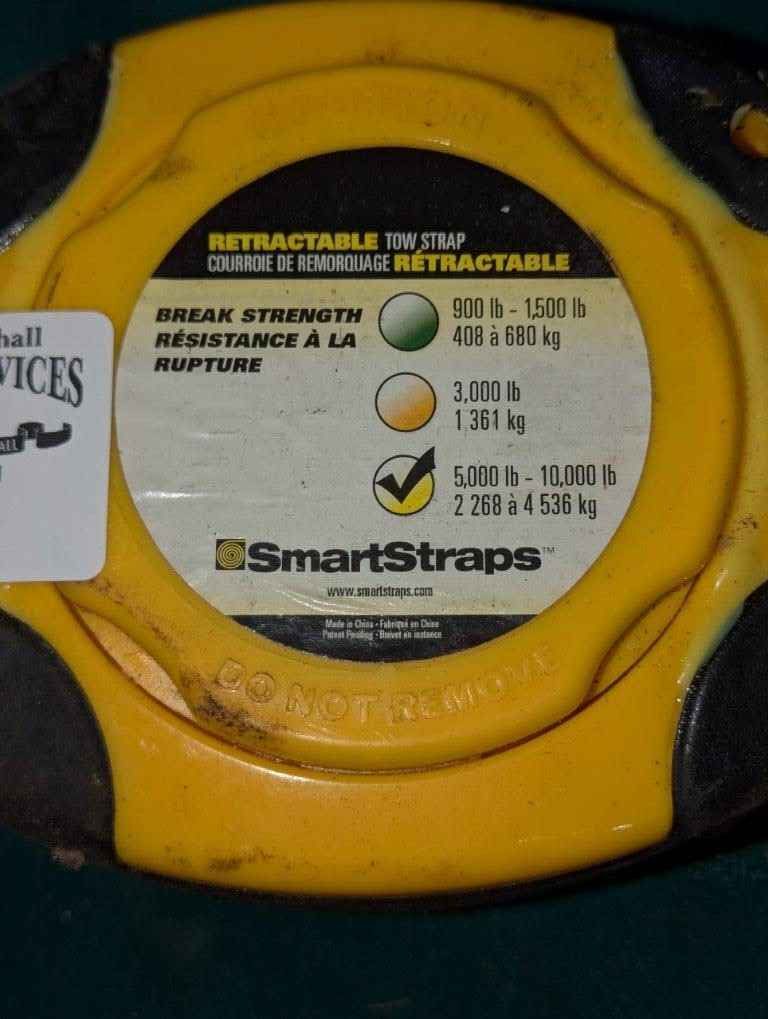 RETRACTABLE TOW STRAP
COURROIE DE REMORQUAGE RÉTRACTABLE
BREAK STRENGTH
RÉSISTANCE À LA
RUPTURE
900 lb - 1,500 lb
408 à 680 kg
3,000 lb
1 361 kg
5,000 lb - 10,000 lb
2 268 à 4 536 kg
SmartStraps™
www.smartstraps.com
Made in China - Fabriqué en Chine
Patent Pending - Brevet en instance
DO NOT REMOVE
hall
VICES
ALL